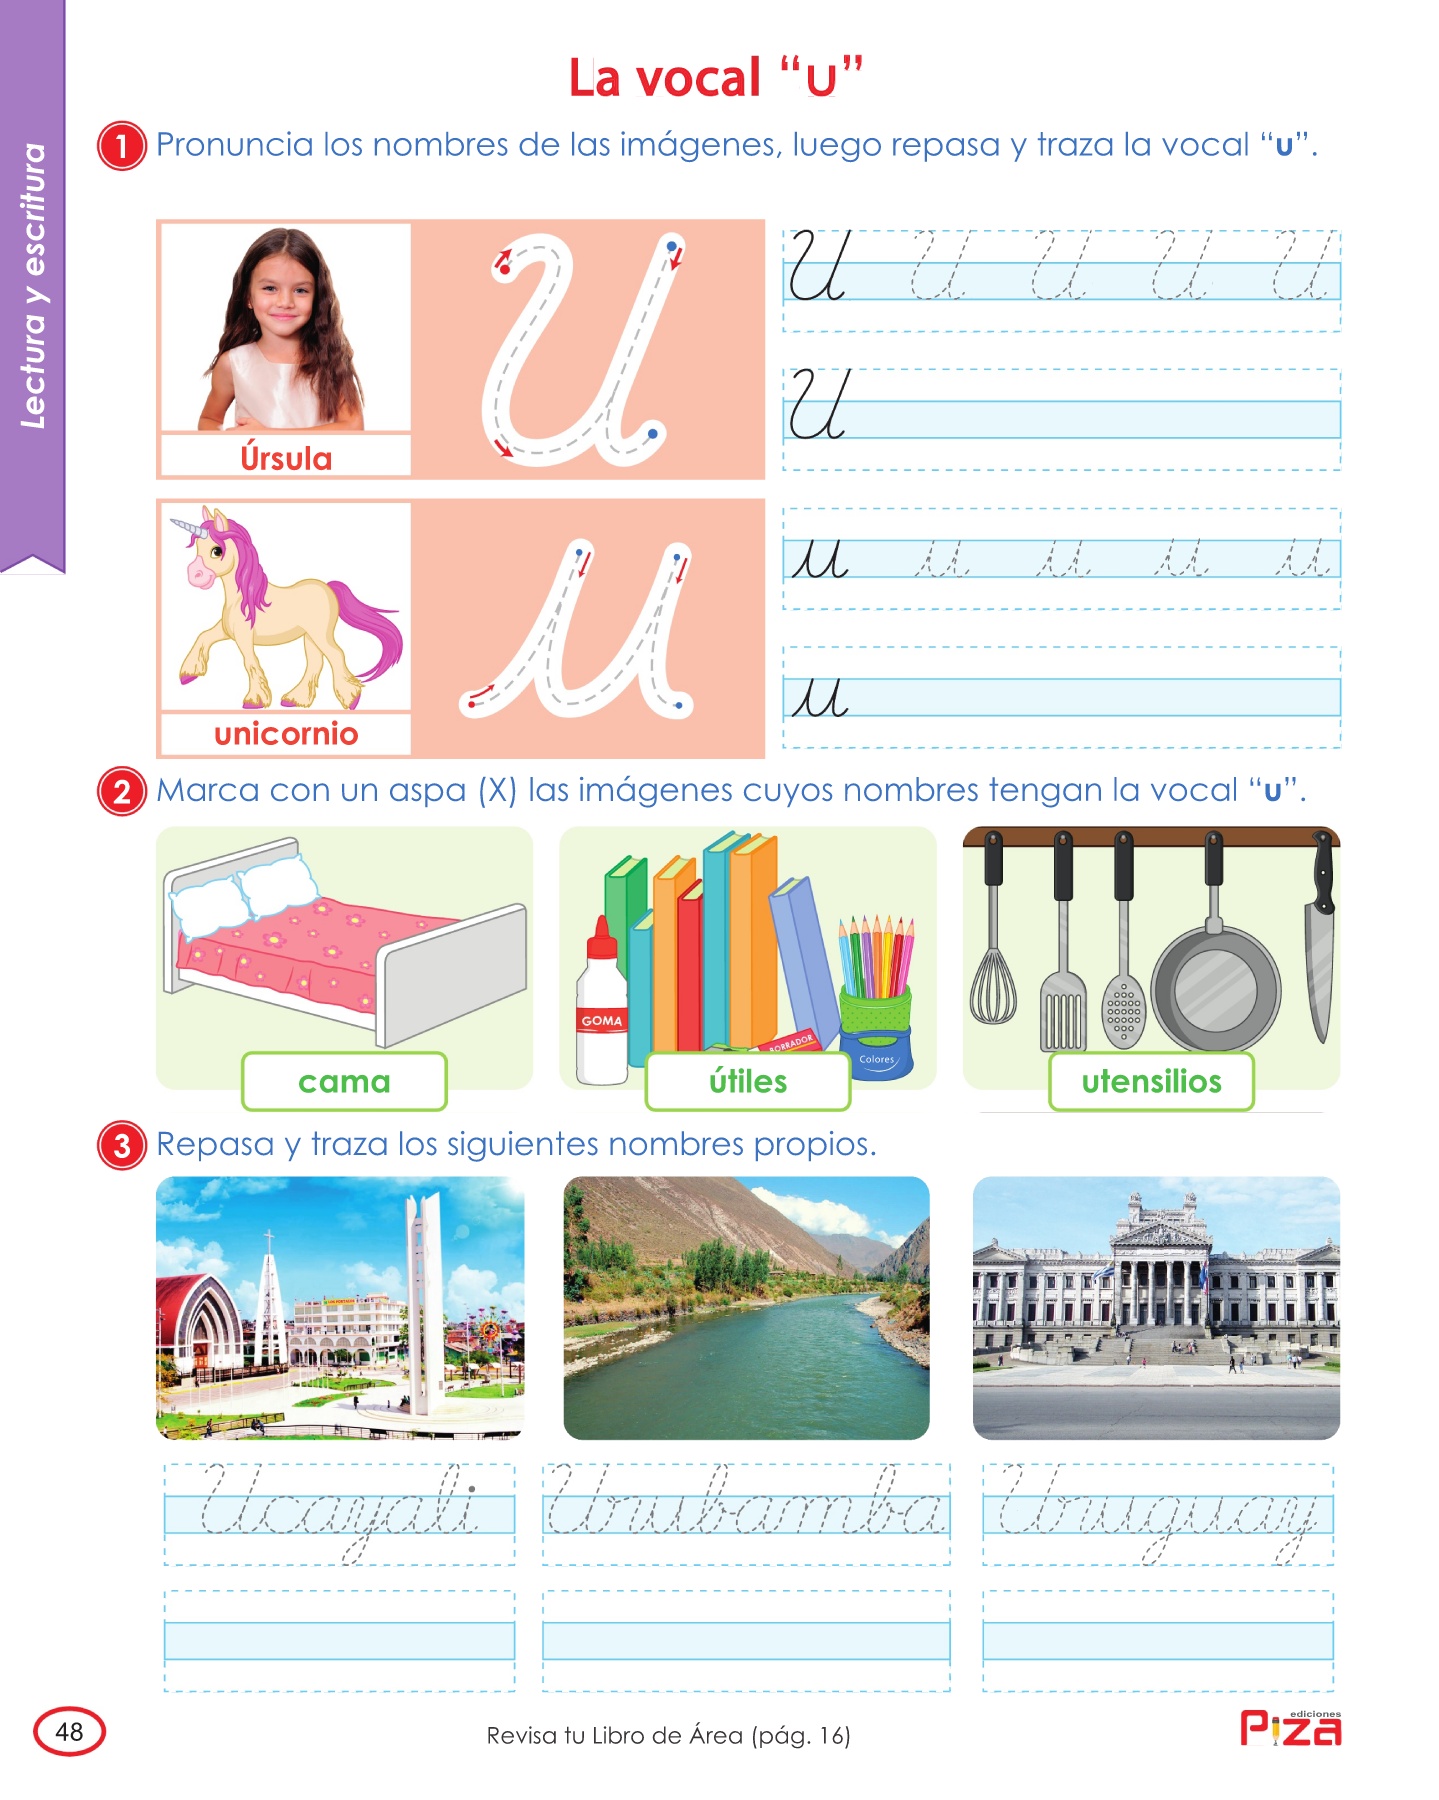 Lectura y escritura
La vocal “u”
1 Pronuncia los nombres de las imágenes, luego repasa y traza la vocal “u”.
U U U U U
Úrsula
U
u u u u u
unicornio
u
2 Marca con un aspa (X) las imágenes cuyos nombres tengan la vocal “u”.
GOMA
BORRADOR
Colores
cama
útiles
utensilios
3 Repasa y traza los siguientes nombres propios.
Ucayali
Urubamba
Uruguay
48
Revisa tu Libro de Área (pág. 16)
ediciones
Piza